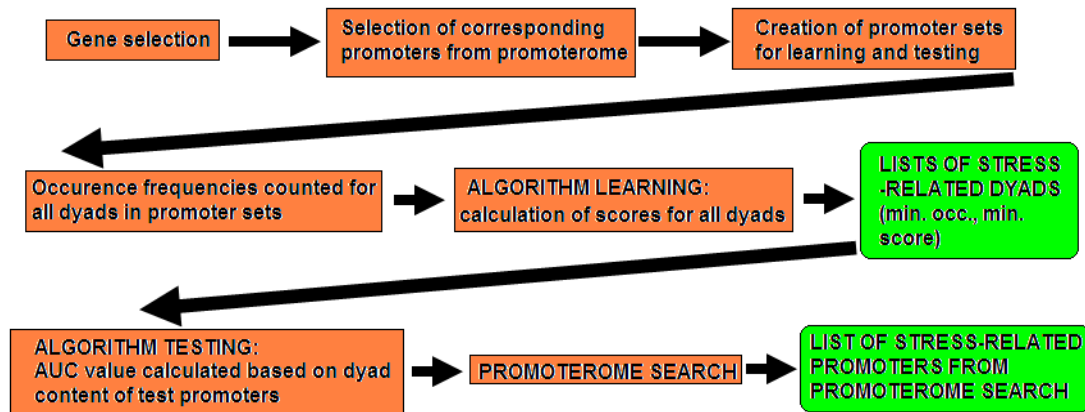 Gene selection
Selection of corresponding
promoters from promoterome
Creation of promoter sets
for learning and testing
Occurence frequencies counted for
all dyads in promoter sets
ALGORITHM LEARNING:
calculation of scores for all dyads
LISTS OF STRESS
-RELATED DYADS
(min. occ., min.
score)
ALGORITHM TESTING:
AUC value calculated based on dyad
content of test promoters
PROMOTEROME SEARCH
LIST OF STRESS-RELATED
PROMOTERS FROM
PROMOTEROME SEARCH